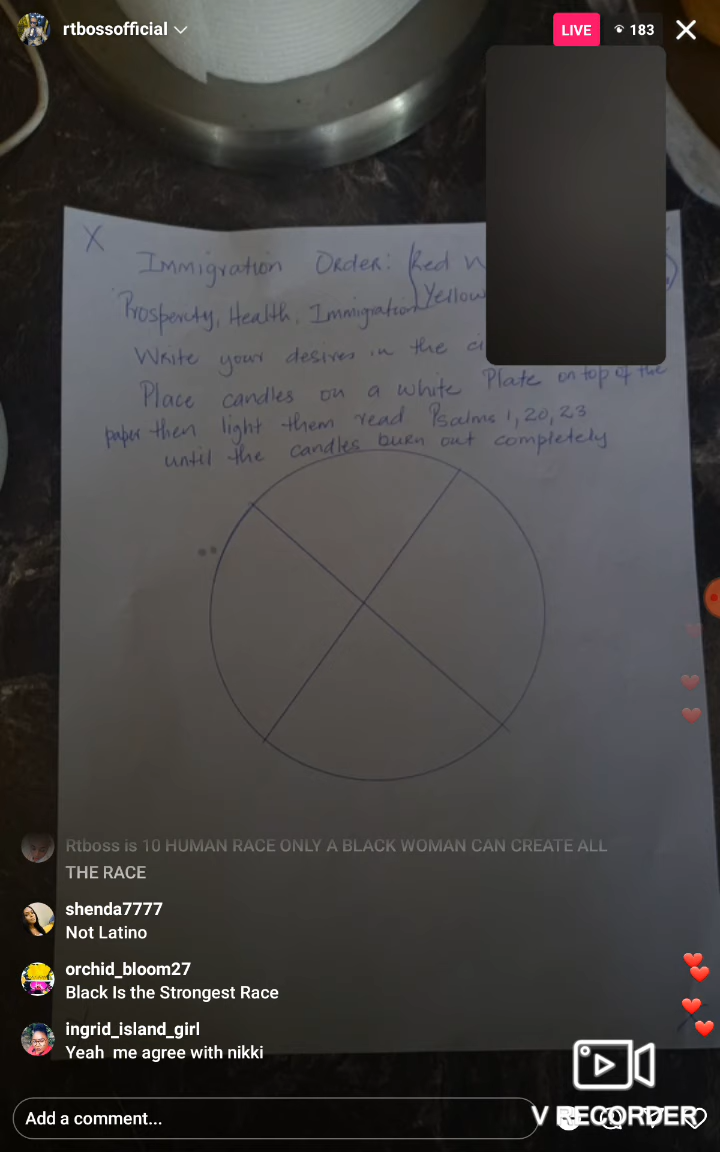 rtbossofficial
LIVE
183
X
Immigration Order: (Red
Prosperity, Health, Immigration (Yellow
Write your desires in the
Place candles on a white Plate on top of the
paper then light them read Psalms 1, 20, 23
until the candles burn out completely
Rtboss is 10 HUMAN RACE ONLY A BLACK WOMAN CAN CREATE ALL
THE RACE
shenda7777
Not Latino
orchid_bloom27
Black Is the Strongest Race
ingrid_island_girl
Yeah me agree with nikki
Add a comment...
V RECORDER